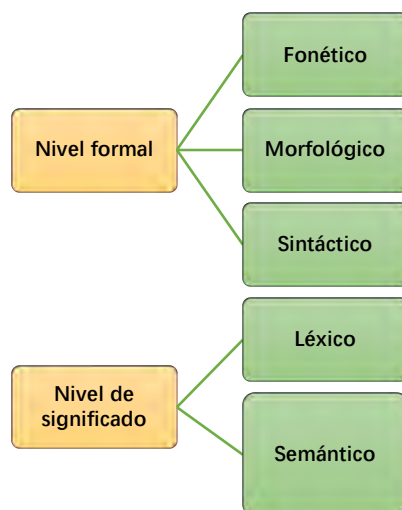 Nivel formal
Fonético
Morfológico
Sintáctico
Nivel de
significado
Léxico
Semántico